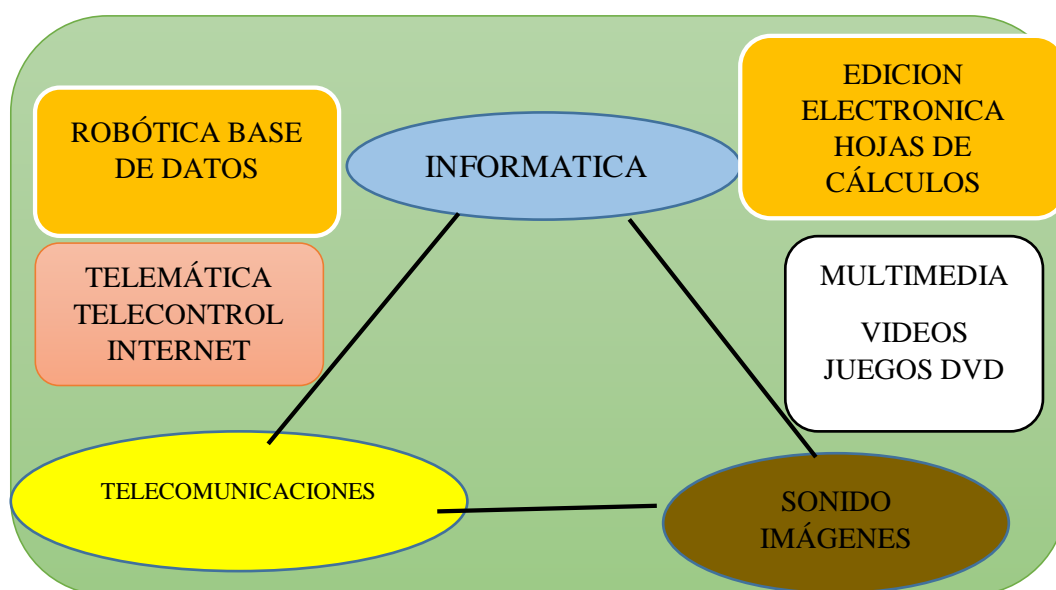 ROBÓTICA BASE
DE DATOS
INFORMATICA
EDICION
ELECTRONICA
HOJAS DE
CÁLCULOS
TELEMÁTICA
TELECONTROL
INTERNET
MULTIMEDIA
VIDEOS
JUEGOS DVD
TELECOMUNICACIONES
SONIDO
IMÁGENES